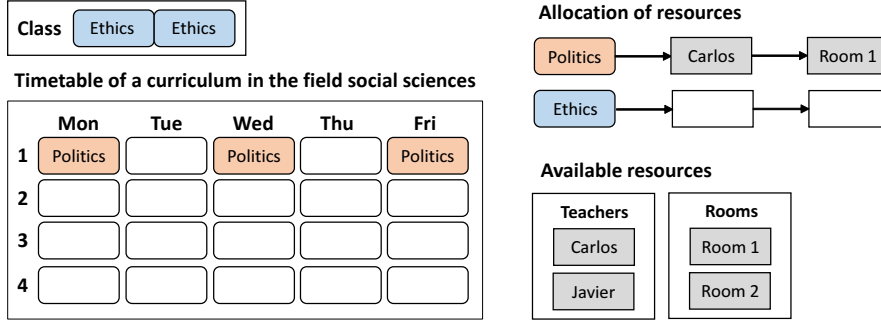 Class Ethics Ethics
Timetable of a curriculum in the field social sciences
Mon Tue Wed Thu Fri
1 Politics Politics Politics
2
3
4
Allocation of resources
Politics Carlos Room 1
Ethics
Available resources
Teachers Rooms
Carlos Room 1
Javier Room 2